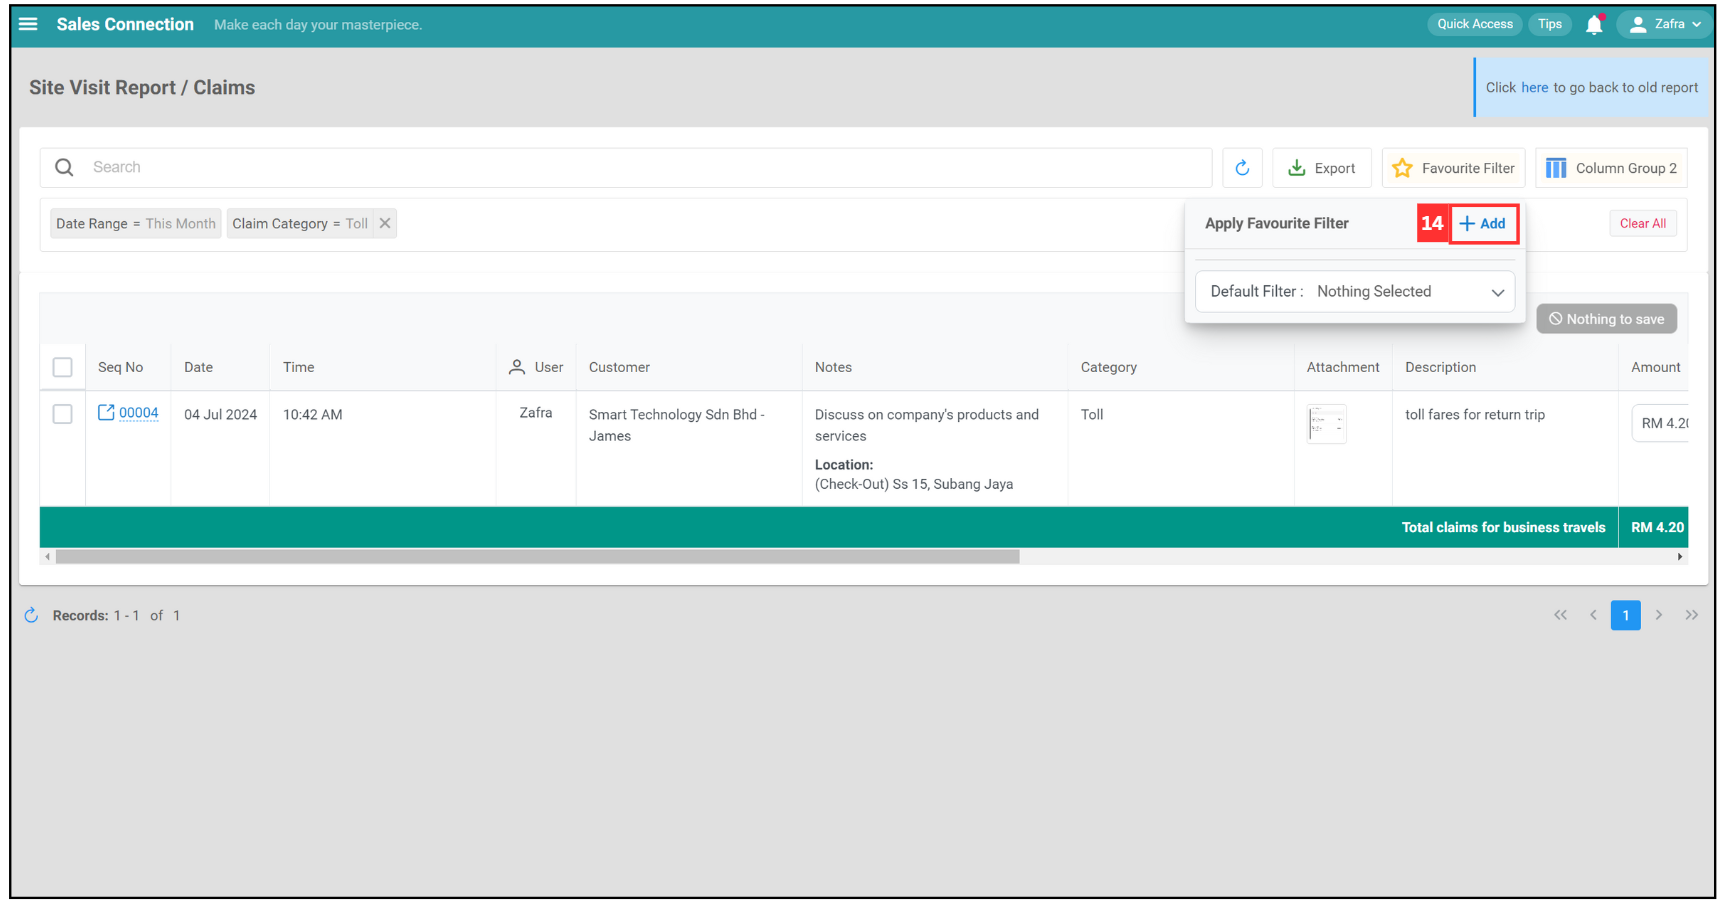 Sales Connection Make each day your masterpiece. Quick Access Tips Zafra
Site Visit Report / Claims
Click here to go back to old report
Search Export Favourite Filter Column Group 2
Date Range = This Month Claim Category = Toll Clear All
Apply Favourite Filter 14 + Add
Default Filter : Nothing Selected
Nothing to save
Seq No Date Time User Customer Notes Category Attachment Description Amount
00004 04 Jul 2024 10:42 AM Zafra Smart Technology Sdn Bhd - Discuss on company's products and Toll toll fares for return trip RM 4.20
James services
Location:
(Check-Out) Ss 15, Subang Jaya
Total claims for business travels RM 4.20
Records: 1 - 1 of 1 << < 1 > >>